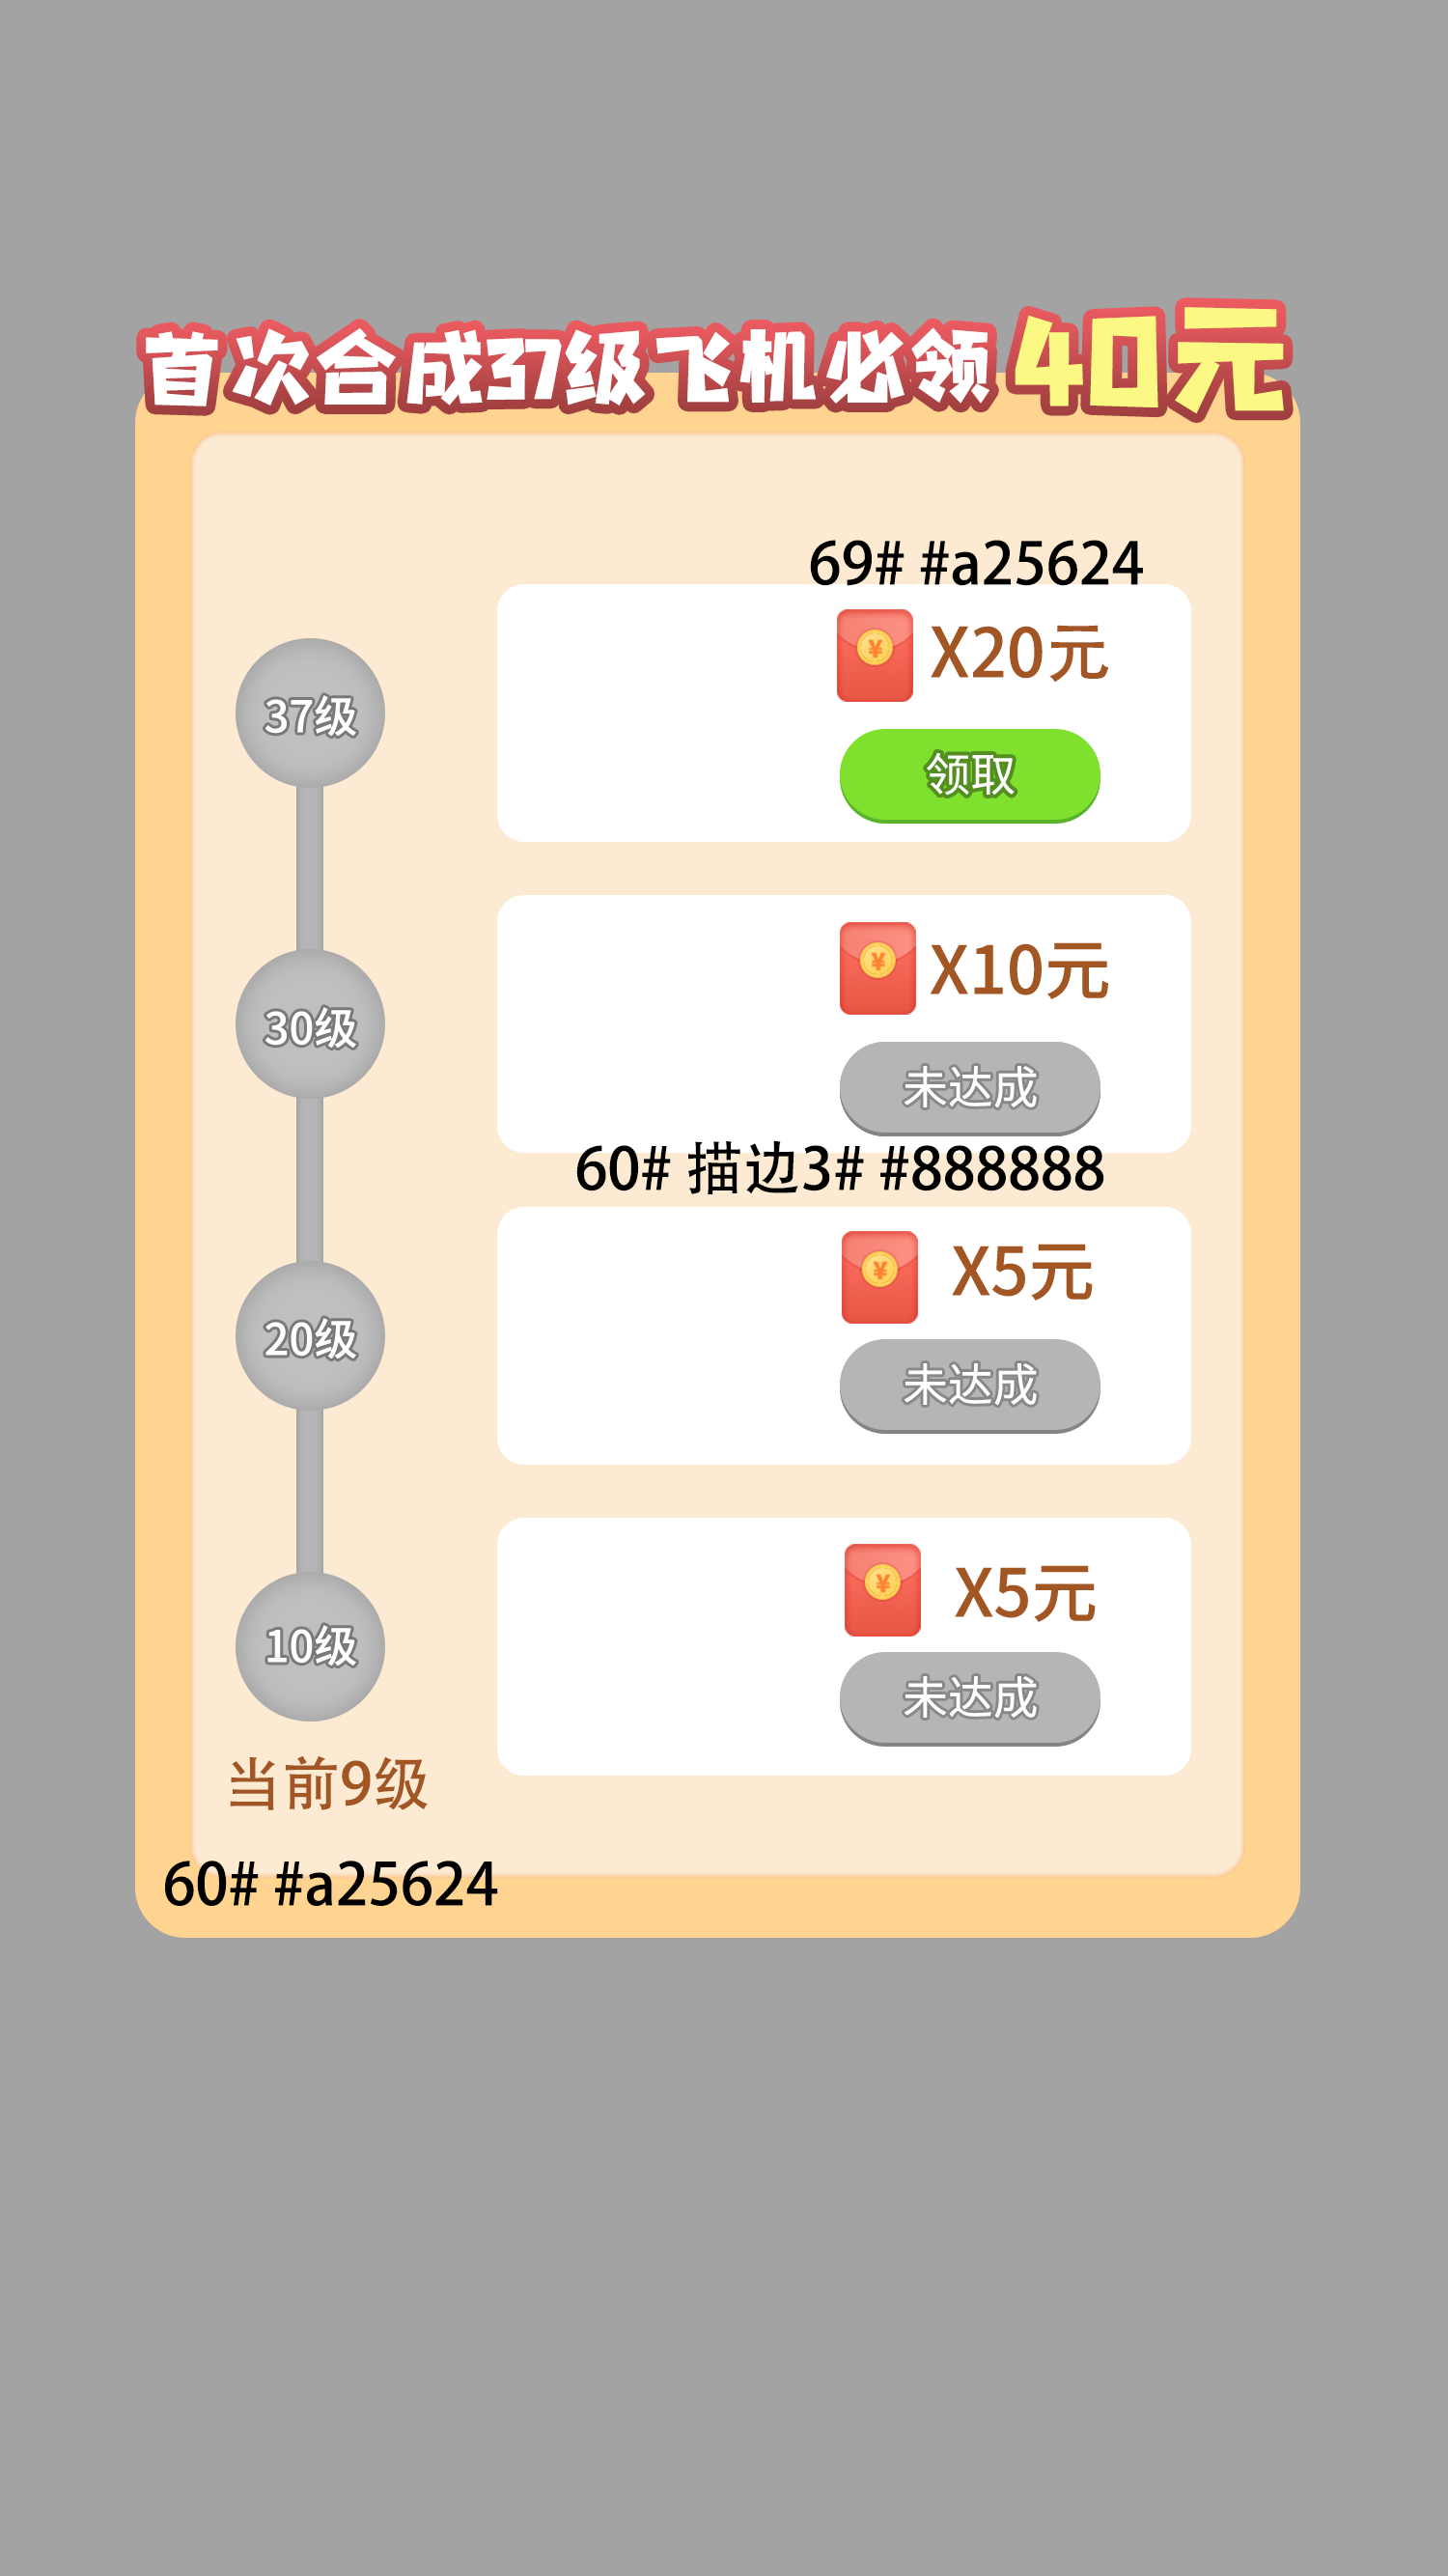 首次合成37级飞机必领40元
69# #a25624
¥ X20元
37级
领取
¥ X10元
30级
未达成
60# 描边3# #888888
¥ X5元
20级
未达成
¥ X5元
10级
未达成
当前9级
60# #a25624